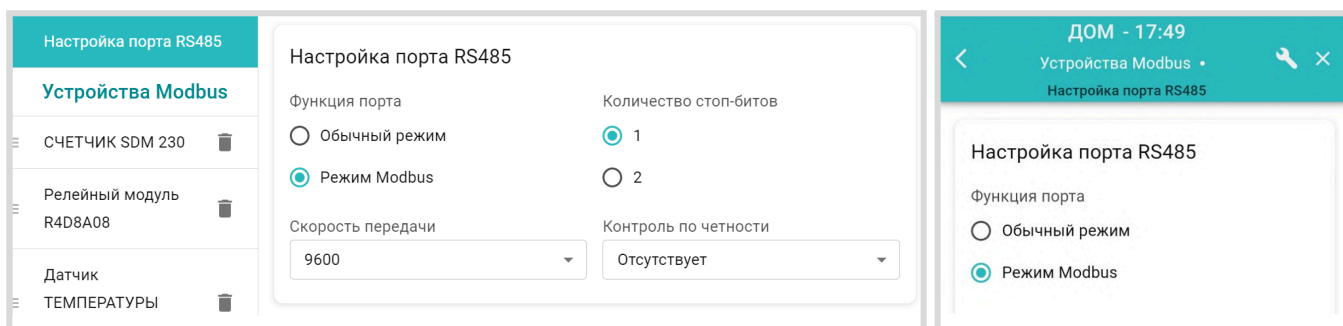 Настройка порта RS485
Устройства Modbus
СЧЕТЧИК SDM 230
Релейный модуль
R4D8A08
Датчик
ТЕМПЕРАТУРЫ
Настройка порта RS485
Функция порта
Обычный режим
Режим Modbus
Количество стоп-битов
1
2
Скорость передачи
9600
Контроль по четности
Отсутствует
ДОМ - 17:49
Устройства Modbus •
Настройка порта RS485
Настройка порта RS485
Функция порта
Обычный режим
Режим Modbus